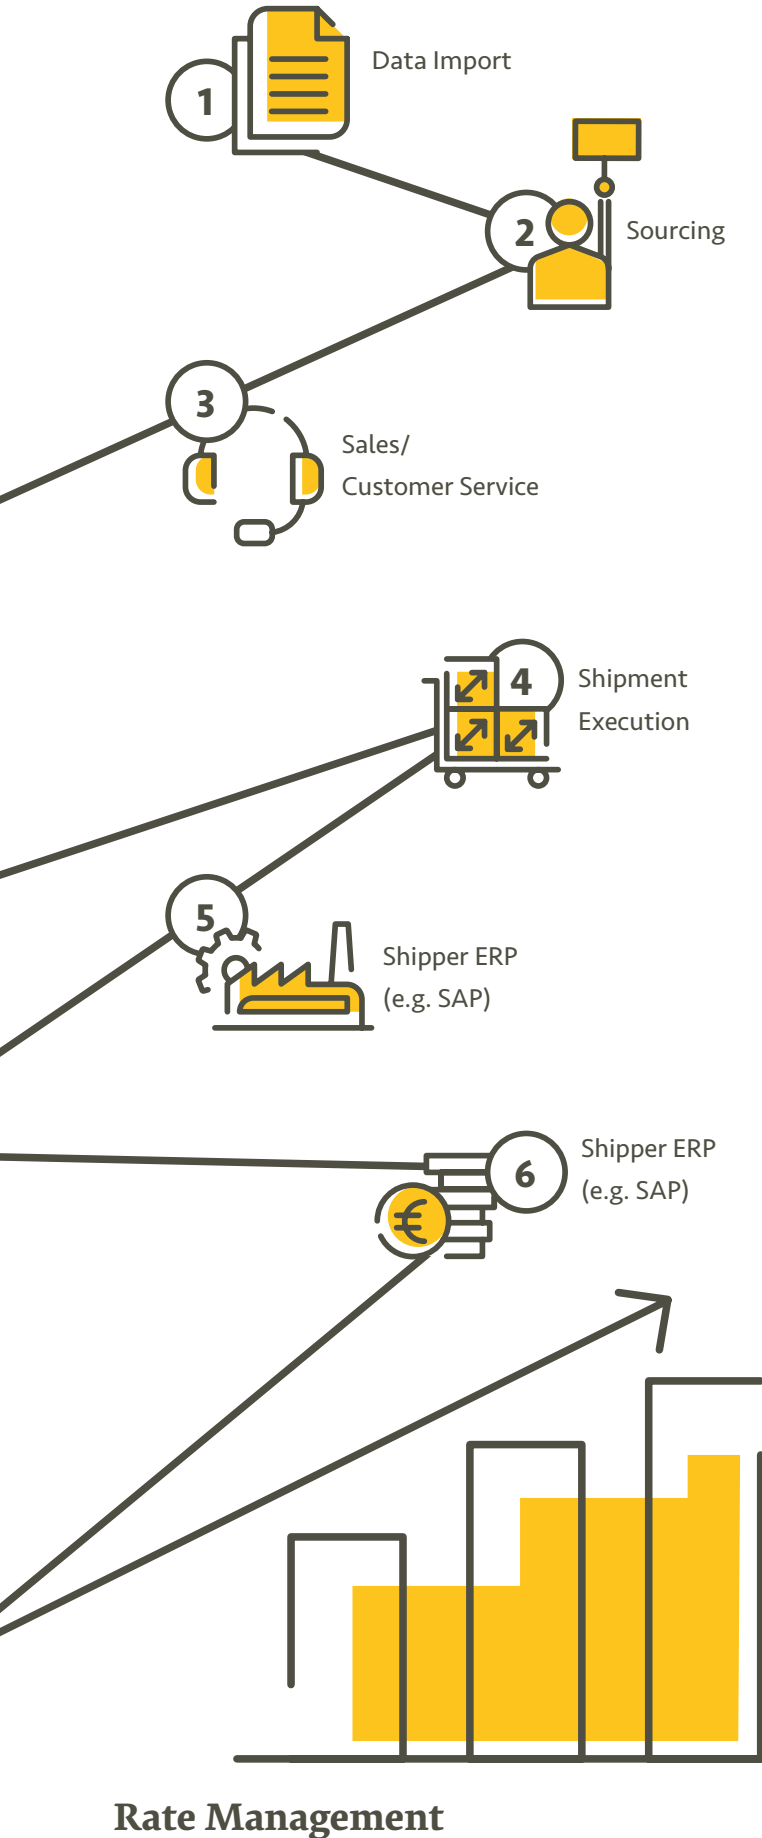 1
Data Import
2
Sourcing
3
Sales/
Customer Service
4
Shipment
Execution
5
Shipper ERP
(e.g. SAP)
6
Shipper ERP
(e.g. SAP)
€
Rate Management